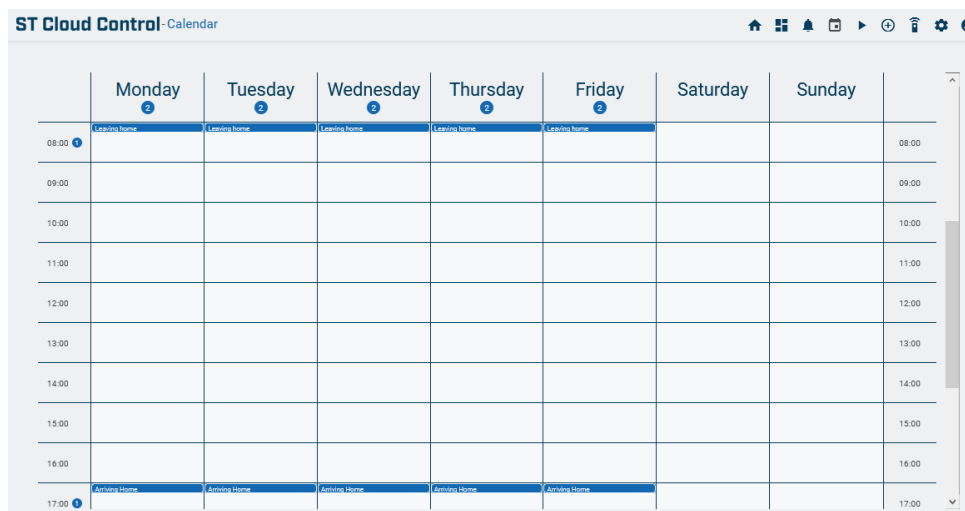 ST Cloud Control - Calendar
Monday Tuesday Wednesday Thursday Friday Saturday Sunday
2 2 2 2 2
Leaving home Leaving home Leaving home Leaving home Leaving home
08:00 1 08:00
09:00 09:00
10:00 10:00
11:00 11:00
12:00 12:00
13:00 13:00
14:00 14:00
15:00 15:00
16:00 16:00
Arriving Home Arriving Home Arriving Home Arriving Home Arriving Home
17:00 1 17:00